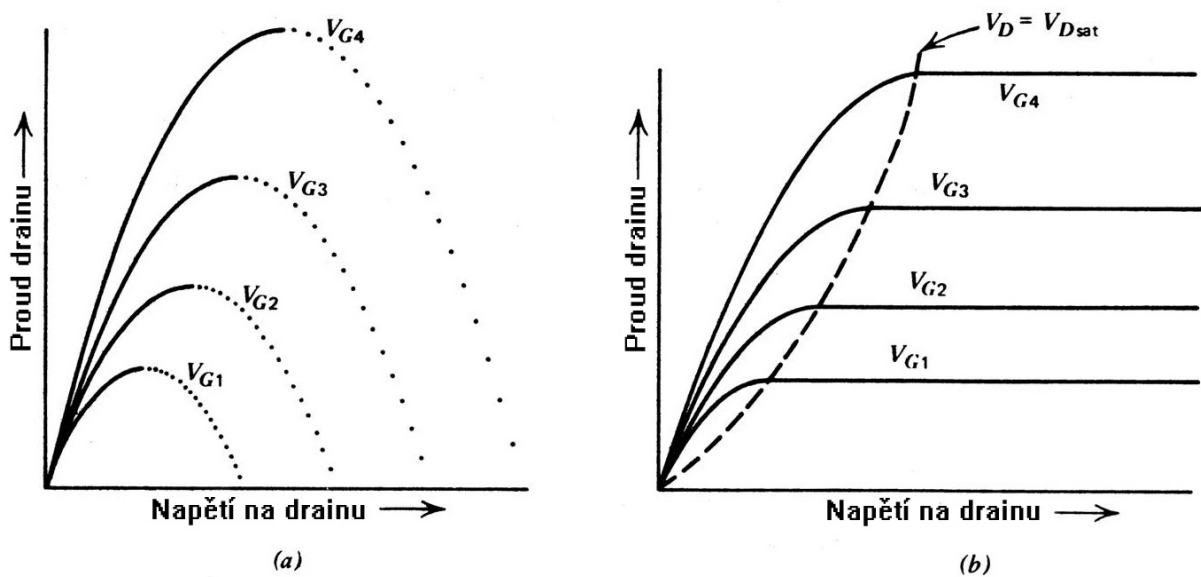 V_G4
V_G3
V_G2
V_G1
Proud drainu
Napětí na drainu
(a)
V_D = V_Dsat
V_G4
V_G3
V_G2
V_G1
Proud drainu
Napětí na drainu
(b)